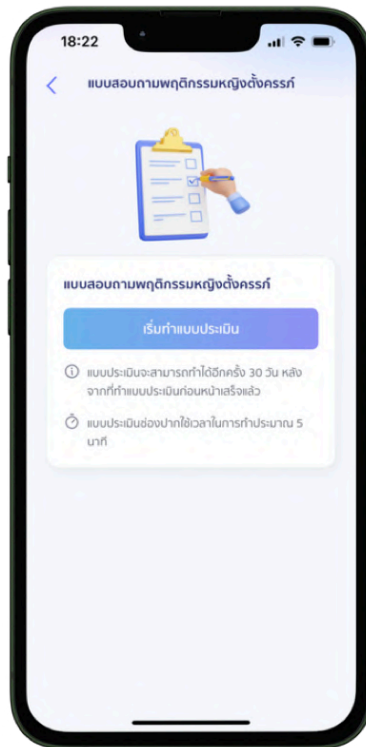 18:22
แบบสอบถามพฤติกรรมหญิงตั้งครรภ์
แบบสอบถามพฤติกรรมหญิงตั้งครรภ์
เริ่มทำแบบประเมิน
แบบประเมินจะสามารถทำได้อีกครั้ง 30 วัน หลัง
จากที่ทำแบบประเมินก่อนหน้าเสร็จแล้ว
แบบประเมินช่องปากใช้เวลาในการทำประมาณ 5
นาที